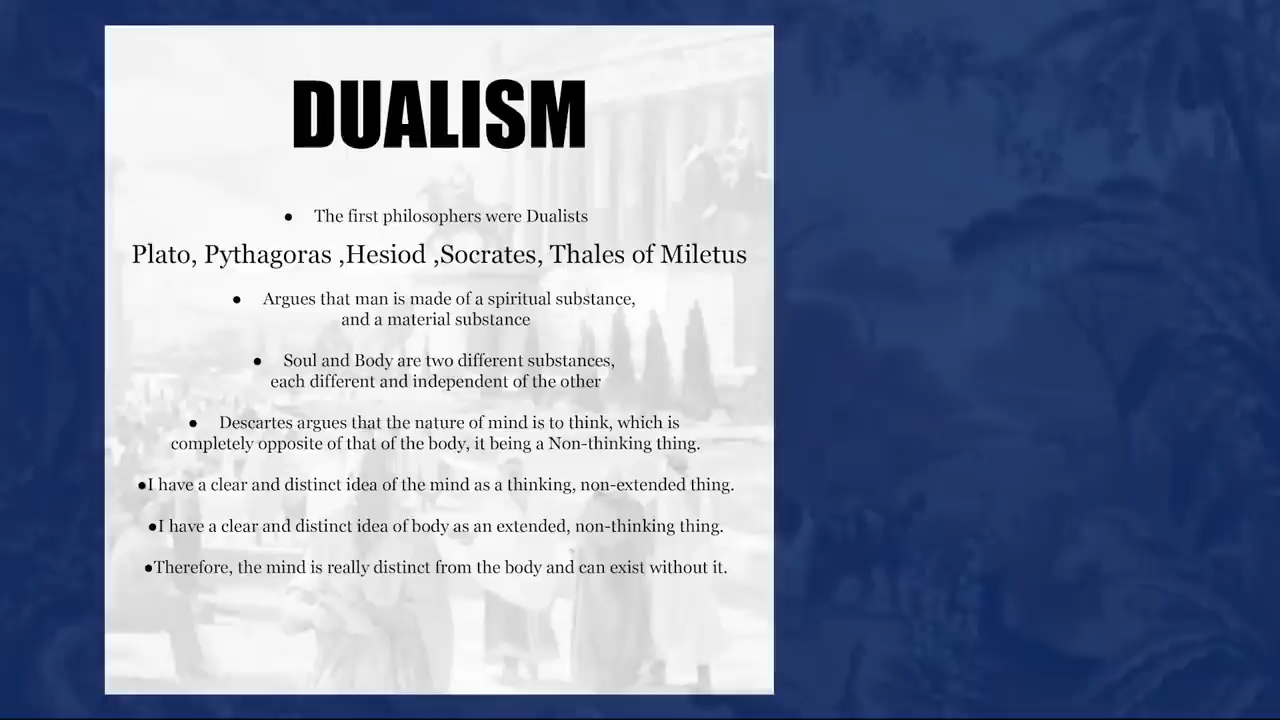 DUALISM
● The first philosophers were Dualists
Plato, Pythagoras ,Hesiod ,Socrates, Thales of Miletus
● Argues that man is made of a spiritual substance,
and a material substance
● Soul and Body are two different substances,
each different and independent of the other
● Descartes argues that the nature of mind is to think, which is
completely opposite of that of the body, it being a Non-thinking thing.
●I have a clear and distinct idea of the mind as a thinking, non-extended thing.
●I have a clear and distinct idea of body as an extended, non-thinking thing.
●Therefore, the mind is really distinct from the body and can exist without it.